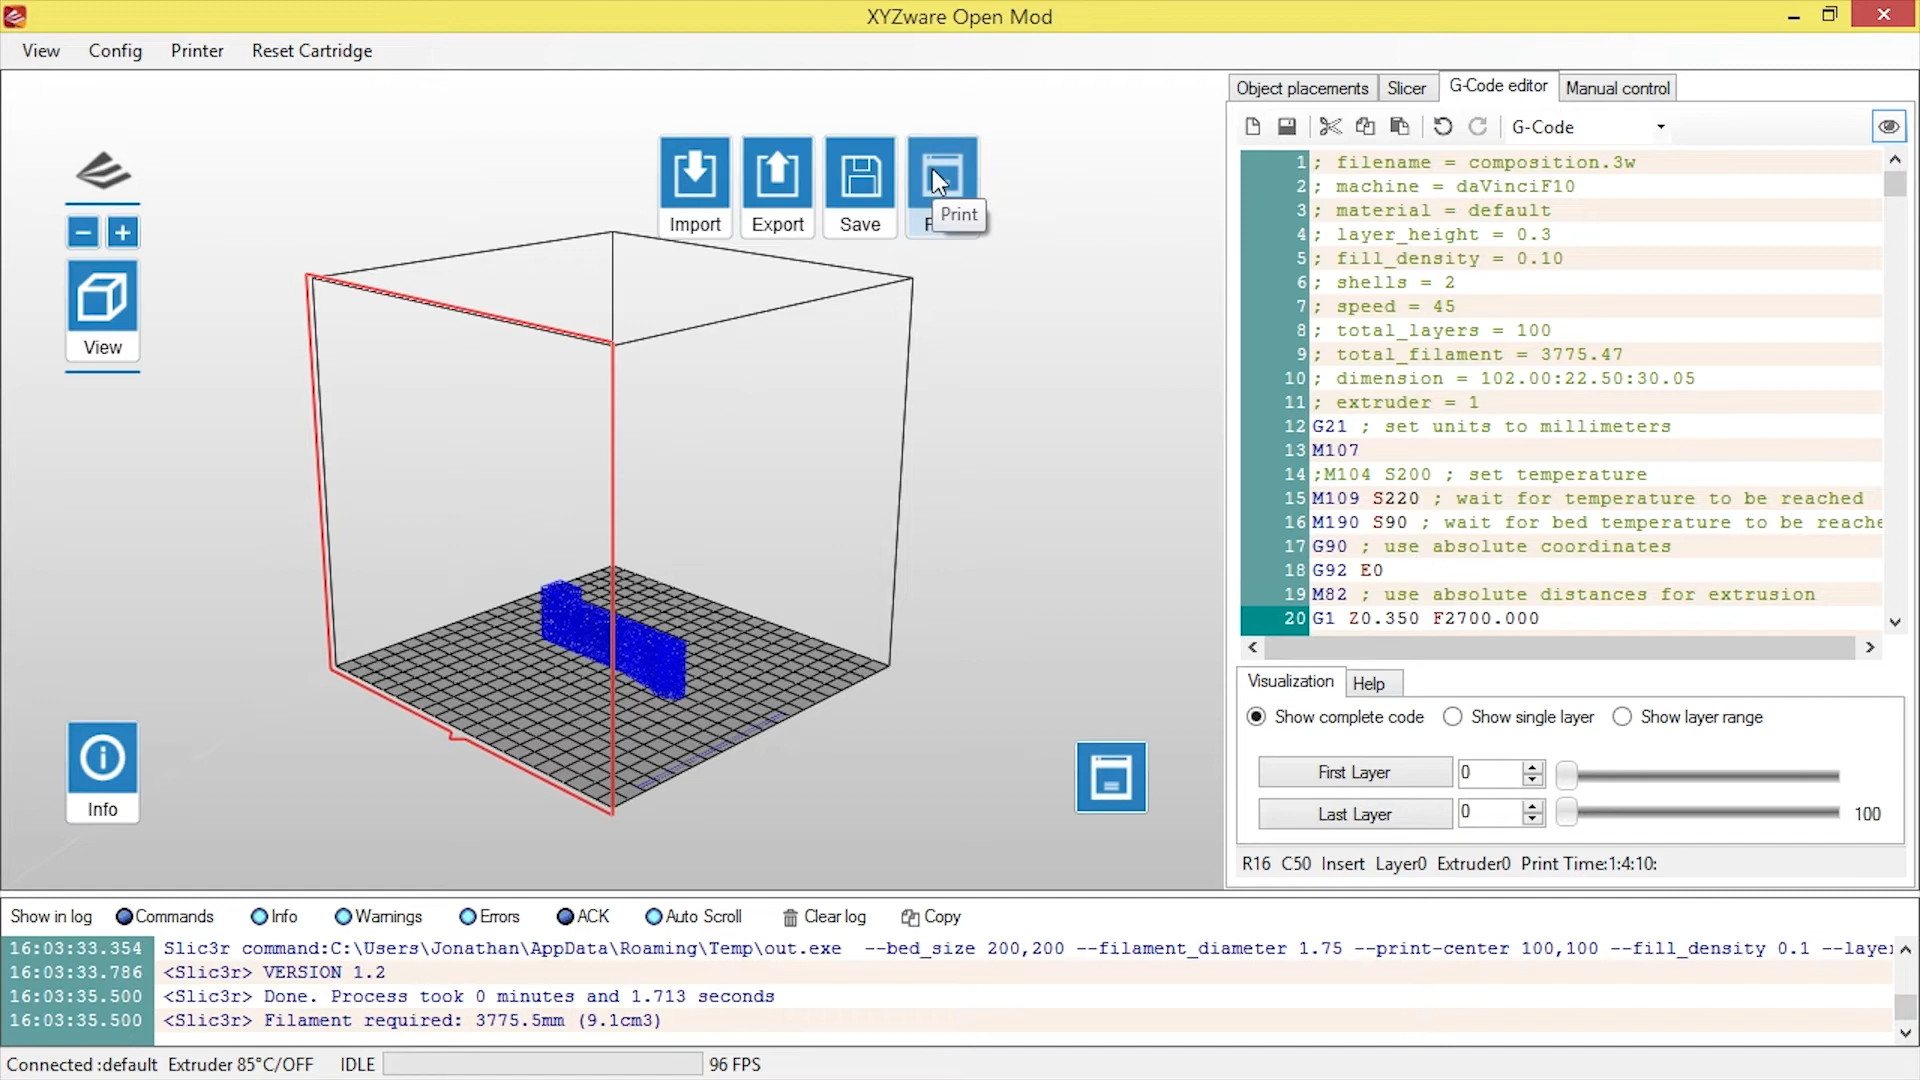 XYZware Open Mod
View Config Printer Reset Cartridge
Import Export Save
Print
View
Info
Object placements Slicer G-Code editor Manual control
G-Code
1 ; filename = composition.3w
2 ; machine = daVinciF10
3 ; material = default
4 ; layer_height = 0.3
5 ; fill_density = 0.10
6 ; shells = 2
7 ; speed = 45
8 ; total_layers = 100
9 ; total_filament = 3775.47
10 ; dimension = 102.00:22.50:30.05
11 ; extruder = 1
12 G21 ; set units to millimeters
13 M107
14 ;M104 S200 ; set temperature
15 M109 S220 ; wait for temperature to be reached
16 M190 S90 ; wait for bed temperature to be reache
17 G90 ; use absolute coordinates
18 G92 E0
19 M82 ; use absolute distances for extrusion
20 G1 Z0.350 F2700.000
Visualization Help
Show complete code Show single layer Show layer range
First Layer 0
Last Layer 0 100
R16 C50 Insert Layer0 Extruder0 Print Time:1:4:10:
Show in log Commands Info Warnings Errors ACK Auto Scroll Clear log Copy
16:03:33.354 Slic3r command:C:\Users\Jonathan\AppData\Roaming\Temp\out.exe --bed_size 200,200 --filament_diameter 1.75 --print-center 100,100 --fill_density 0.1 --layer
16:03:33.786 <Slic3r> VERSION 1.2
16:03:35.500 <Slic3r> Done. Process took 0 minutes and 1.713 seconds
16:03:35.500 <Slic3r> Filament required: 3775.5mm (9.1cm3)
Connected :default Extruder 85°C/OFF IDLE 96 FPS